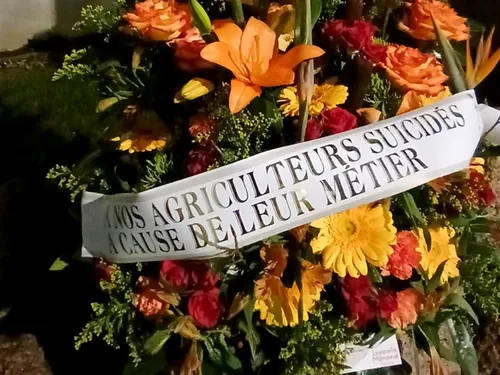 A NOS AGRICULTEURS SUICIDÉS
A CAUSE DE LEUR MÉTIER